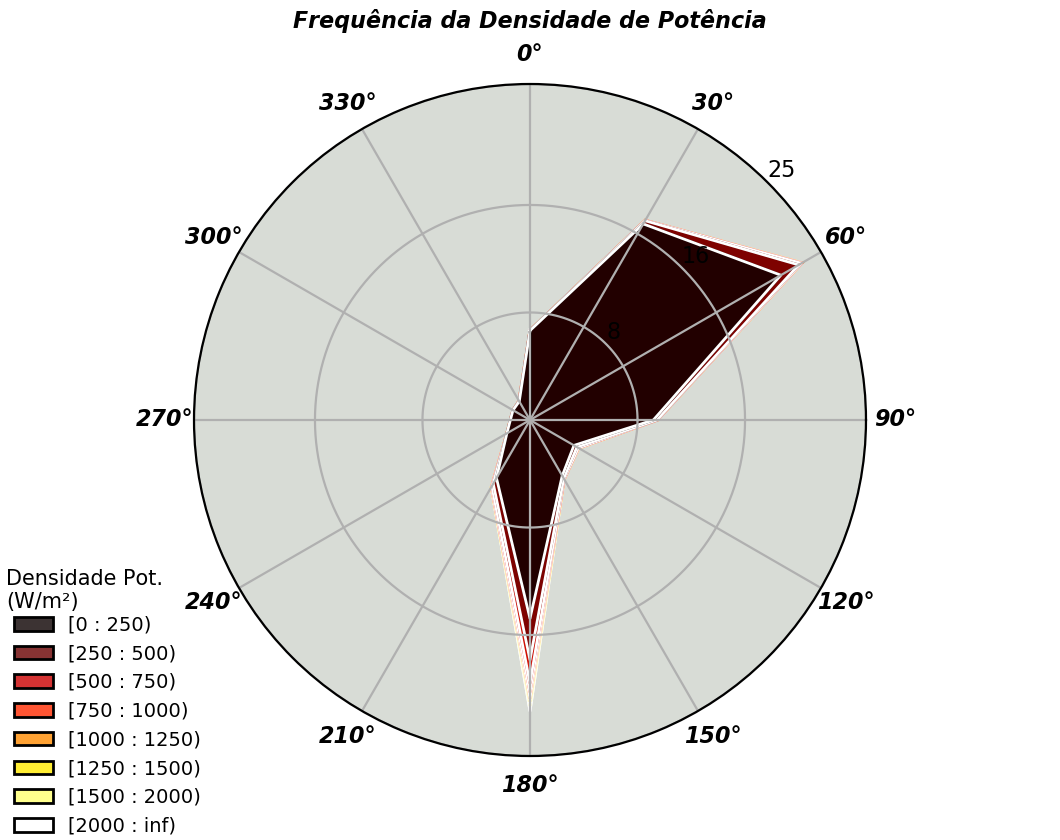 Frequência da Densidade de Potência
0°
330°
30°
25
300°
60°
16
8
270°
90°
240°
120°
210°
150°
180°
Densidade Pot.
(W/m²)
[0 : 250)
[250 : 500)
[500 : 750)
[750 : 1000)
[1000 : 1250)
[1250 : 1500)
[1500 : 2000)
[2000 : inf)